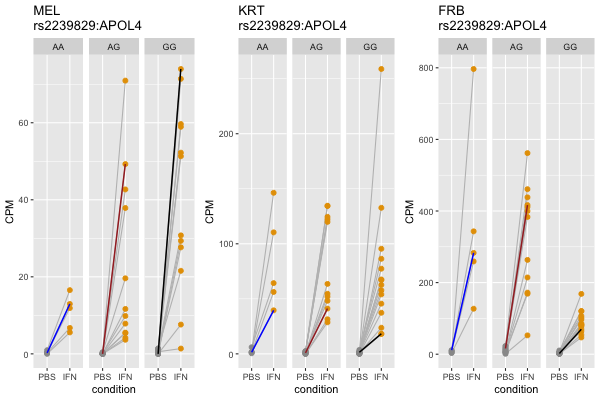 MEL
rs2239829:APOL4
AA AG GG
60
40
20
0
CPM
PBS IFN PBS IFN PBS IFN
condition
KRT
rs2239829:APOL4
AA AG GG
200
100
0
CPM
PBS IFN PBS IFN PBS IFN
condition
FRB
rs2239829:APOL4
AA AG GG
800
600
400
200
0
CPM
PBS IFN PBS IFN PBS IFN
condition